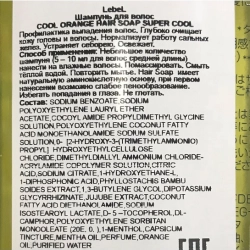 LebeL
Шампунь для волос
COOL ORANGE HAIR SOAP SUPER COOL
Профилактика выпадения волос, Глубоко очищает
кожу головы и волосы. Нормализует работу сальных
желез. Устраняет себорею, Освежает,
Способ применения: Небольшое количество
шампуня (5 – 10 мл для волос, средней длины)
нанести на влажные волосы. Помассировать. Смыть
тёплой водой. Повторить мытье. Hair Soap имеет
натуральную аминокислотную основу, при первом
нанесении возможно слабое пенообразование.
Избегать попадания в глаза. Не глотать.
Состав: SODIUM BENZOATE ,SODIUM
POLYOXYETHYLENE LAURYL ETHER
ACETATE,COCOYL AMIDE PROPYLDIMETHYL GLYCINE
SOLUTION,POLYOXYETHYLENE COCONUT FATTY
ACID MONOETHANOLAMIDE SODIUM SULFATE
SOLUTION,0- [2-HYDROXY-3-(TRIMETHYLAMMONIO)
PROPYL] HYDROXYETHYLCELLULOSE
CHLORIDE,DIMETHYLDIALLYL AMMONIUM CHLORIDE-
ACRYLAMIDE COPOLYMER SOLUTION,CITRIC
ACID,SODIUM CITRATE,1-HYDROXYETHANE-1,
1-DIPHOSPHONIC ACID,PHYLLOSTACHIS BAMBU
SOIDES EXTRACT,1,3-BUTYLENE GLYCOL,DIPOTASSIUM
GLYCYRRHIZINATE,JUJUBE EXTRACT,COCONUT
FATTY ACID DIETHANOLAMIDE,SODIUM
ISOSTEAROYL LACTATE,D- δ –TOCOPHEROL,DL-
CAMPHOR,POLYOXYETHYLENE SORBITAN
MONOOLEATE (20E. 0. ),1-MENTHOL,CAPSICUM
TINCTURE,MENTHA OIL,PERFUME,ORANGE
OIL,PURIFIED WATER